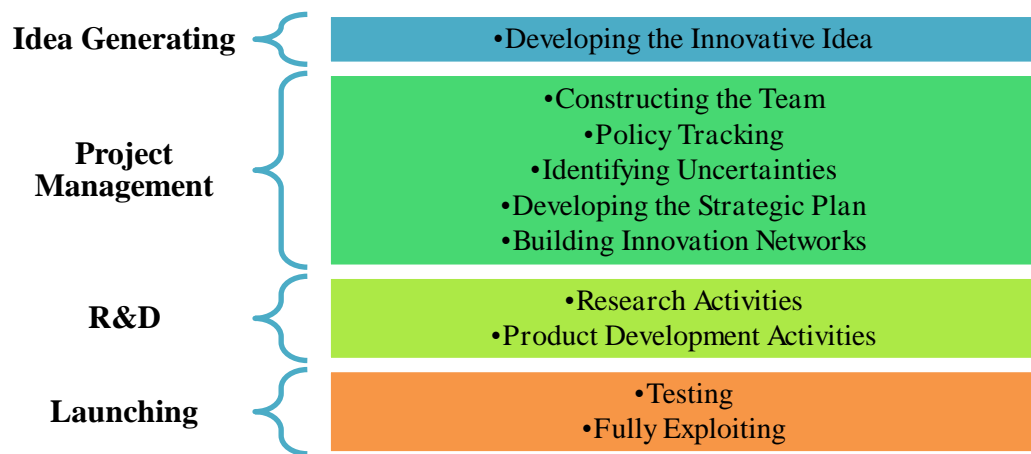 Idea Generating
•Developing the Innovative Idea
Project
Management
•Constructing the Team
•Policy Tracking
•Identifying Uncertainties
•Developing the Strategic Plan
•Building Innovation Networks
R&D
•Research Activities
•Product Development Activities
Launching
•Testing
•Fully Exploiting